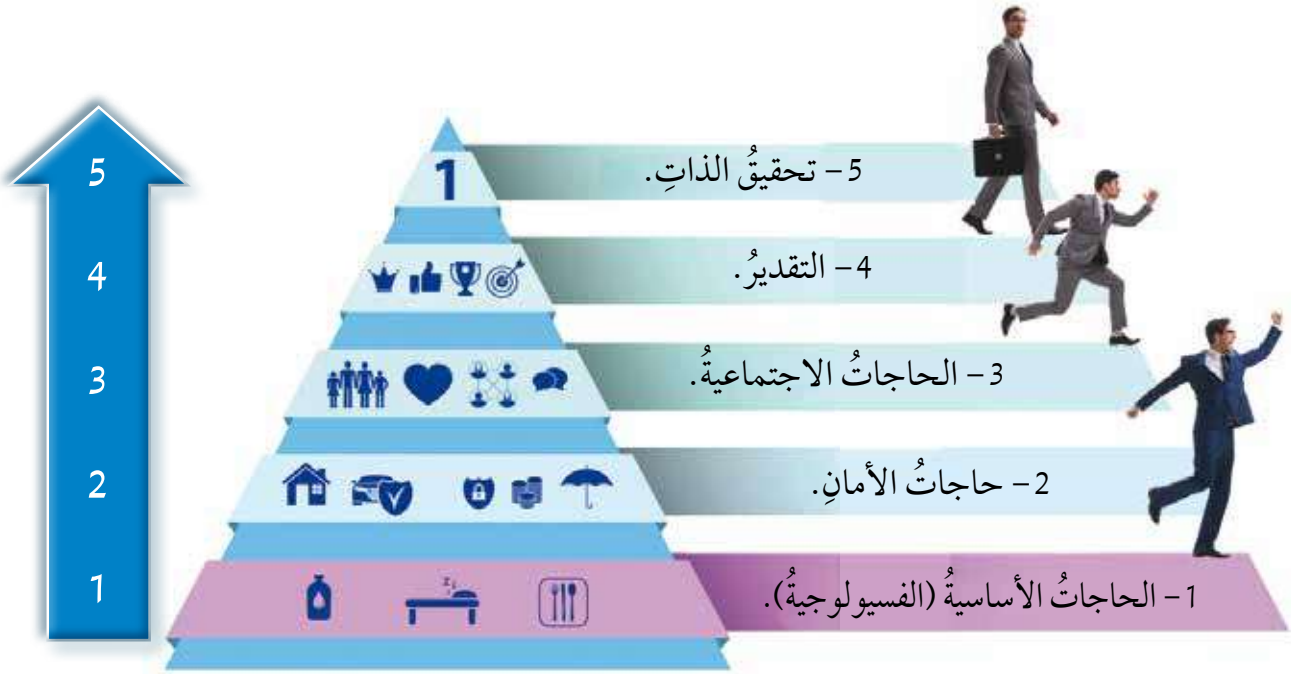 5
1
5 – تحقيقُ الذاتِ.
4
4 – التقديرُ.
3
3 – الحاجاتُ الاجتماعيةُ.
2
2 – حاجاتُ الأمانِ.
1
1 – الحاجاتُ الأساسيةُ (الفسيولوجيةُ).